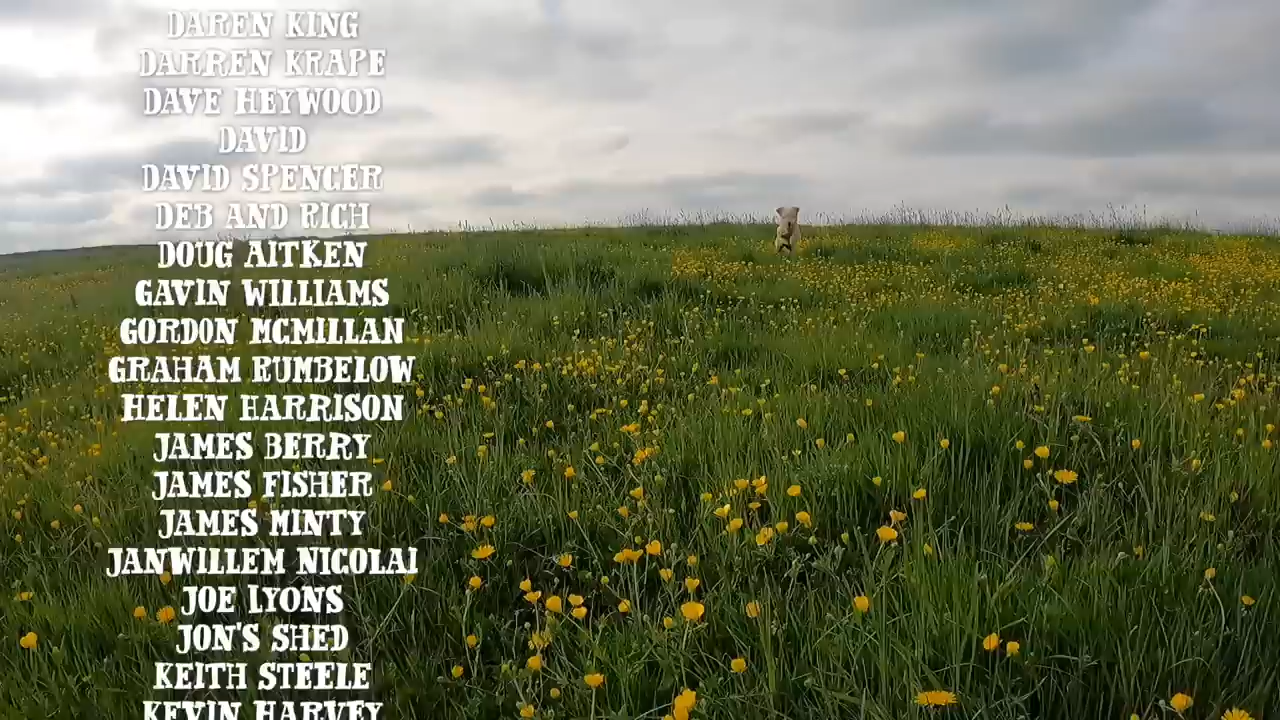 DAREN KING
DARREN KRAPE
DAVE HEYWOOD
DAVID
DAVID SPENCER
DEB AND RICH
DOUG AITKEN
GAVIN WILLIAMS
GORDON MCMILLAN
GRAHAM RUMBELOW
HELEN HARRISON
JAMES BERRY
JAMES FISHER
JAMES MINTY
JANWILLEM NICOLAI
JOE LYONS
JON'S SHED
KEITH STEELE
KEVIN HARVEY